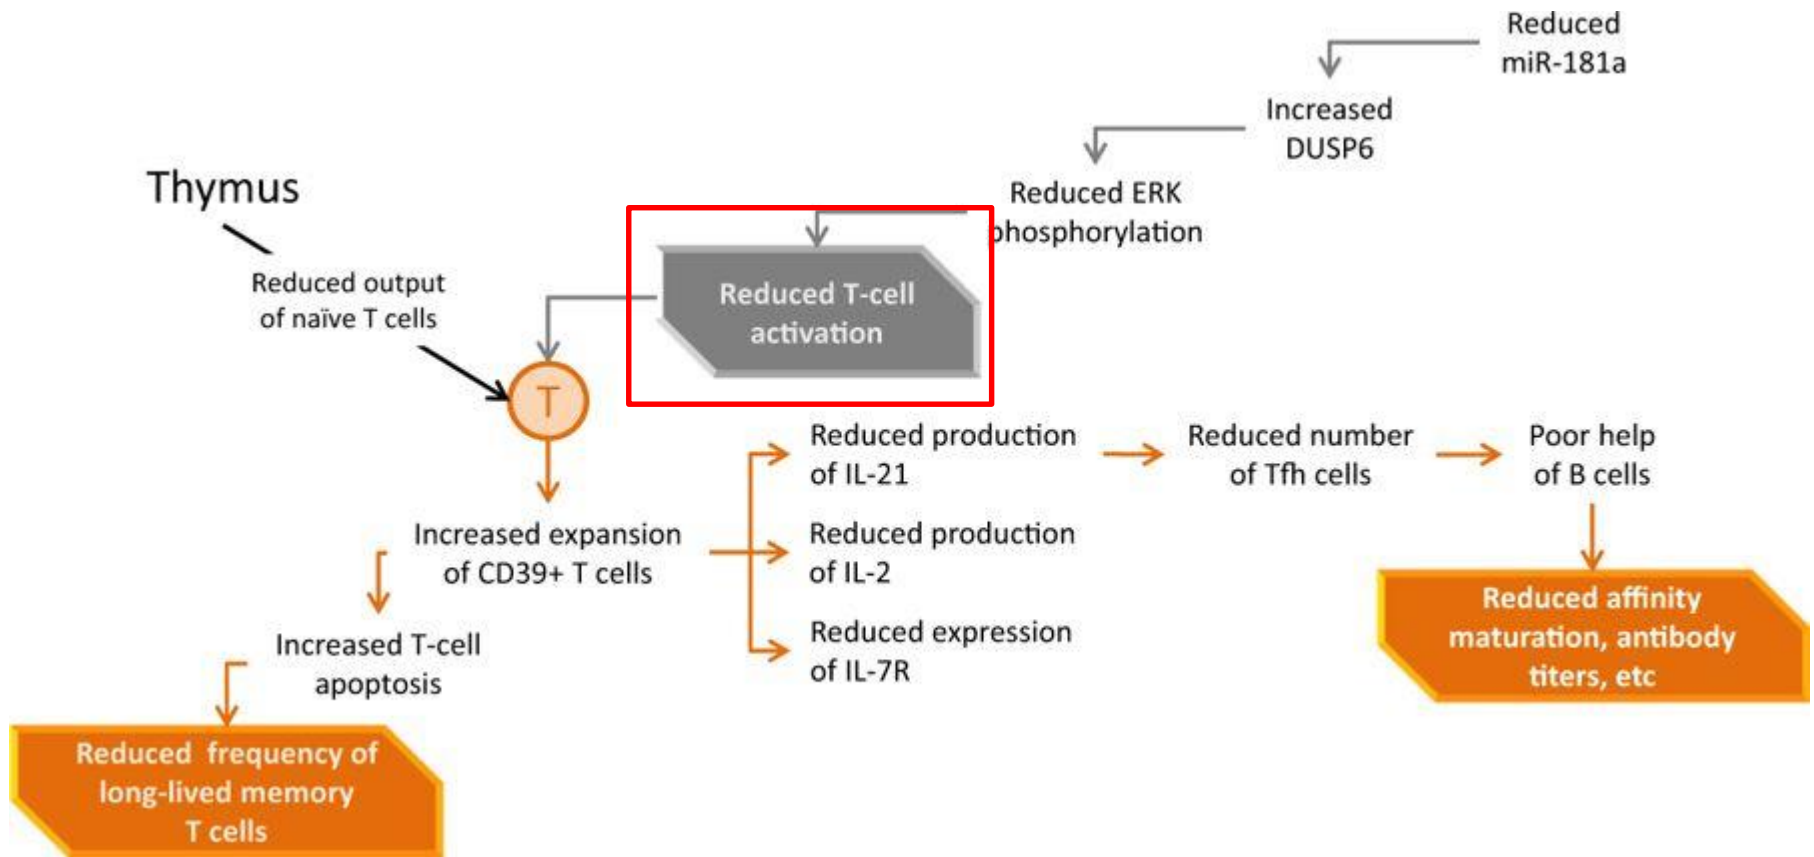 Reduced
miR-181a
Increased
DUSP6
Reduced ERK
phosphorylation
Thymus
Reduced output
of naïve T cells
Reduced T-cell
activation
T
Reduced production
of IL-21
Reduced number
of Tfh cells
Poor help
of B cells
Increased expansion
of CD39+ T cells
Reduced production
of IL-2
Reduced expression
of IL-7R
Reduced affinity
maturation, antibody
titers, etc
Increased T-cell
apoptosis
Reduced frequency of
long-lived memory
T cells